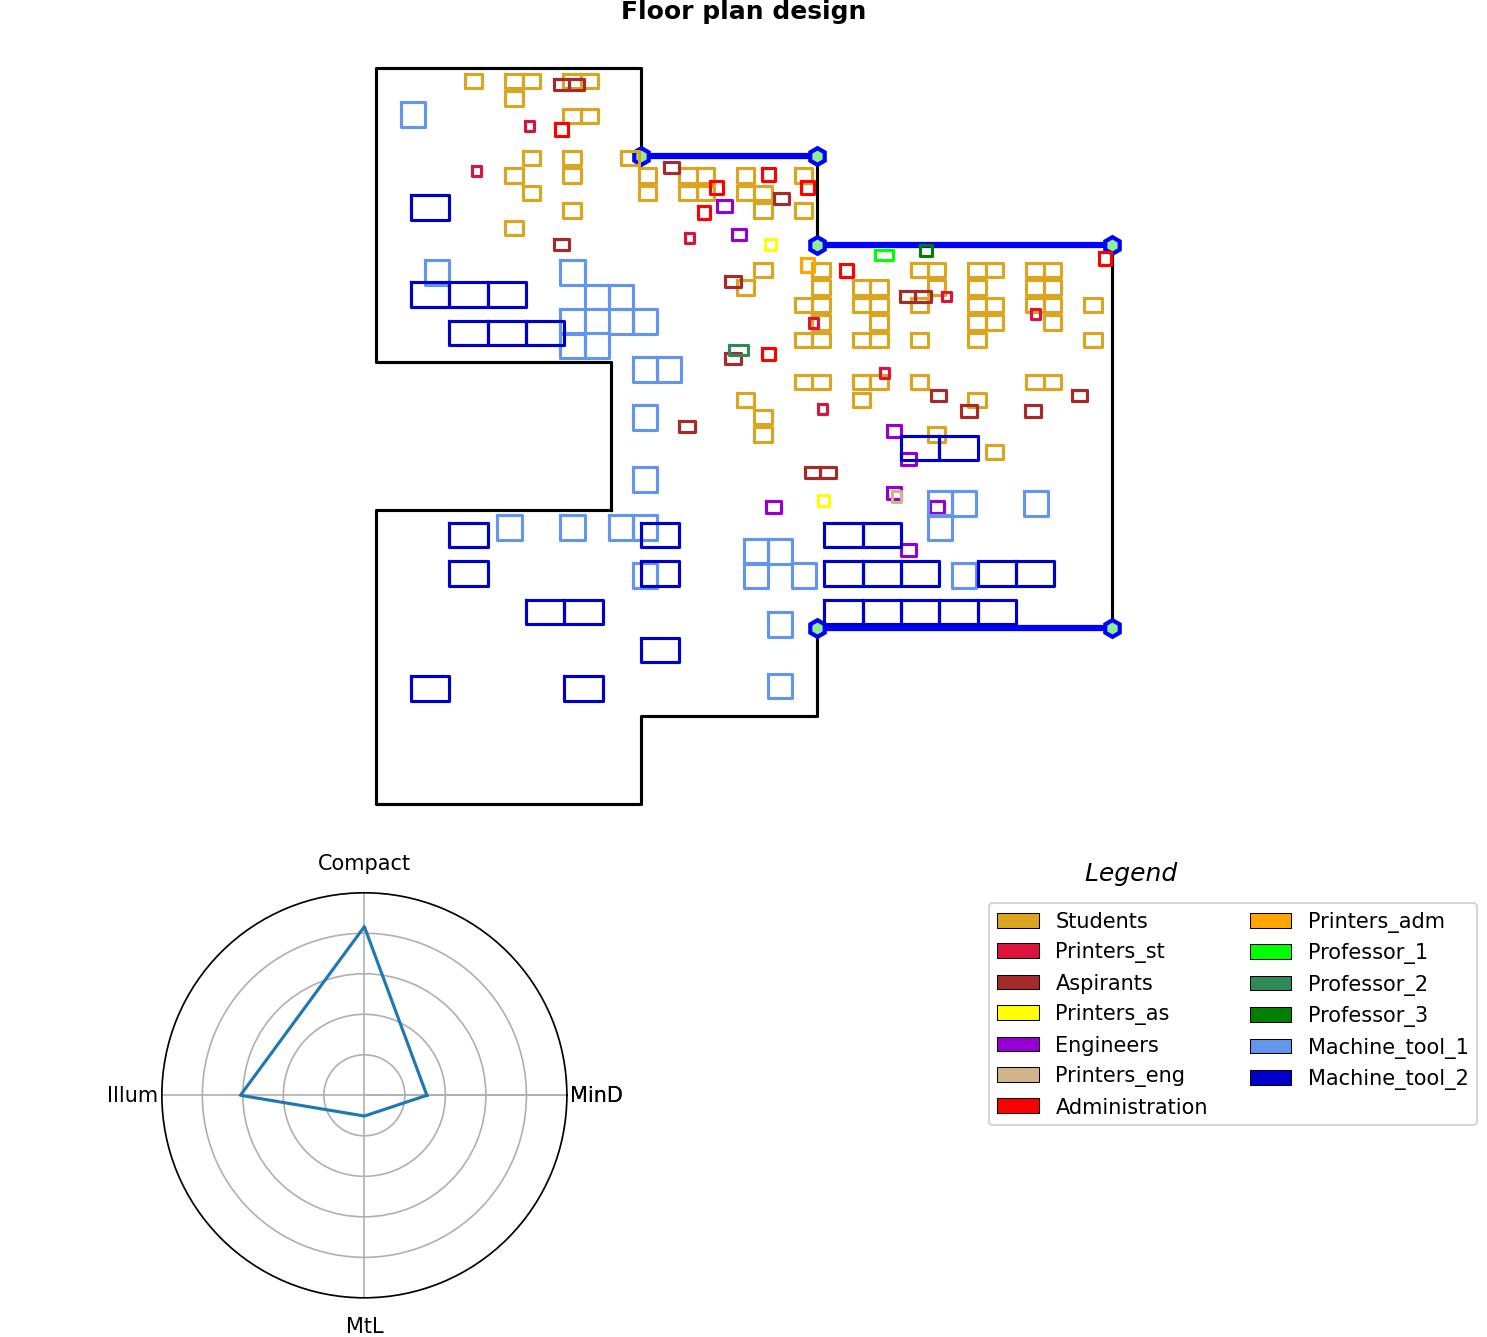 Floor plan design
Compact
Illum
MinD
MtL
Legend
Students
Printers_st
Aspirants
Printers_as
Engineers
Printers_eng
Administration
Printers_adm
Professor_1
Professor_2
Professor_3
Machine_tool_1
Machine_tool_2